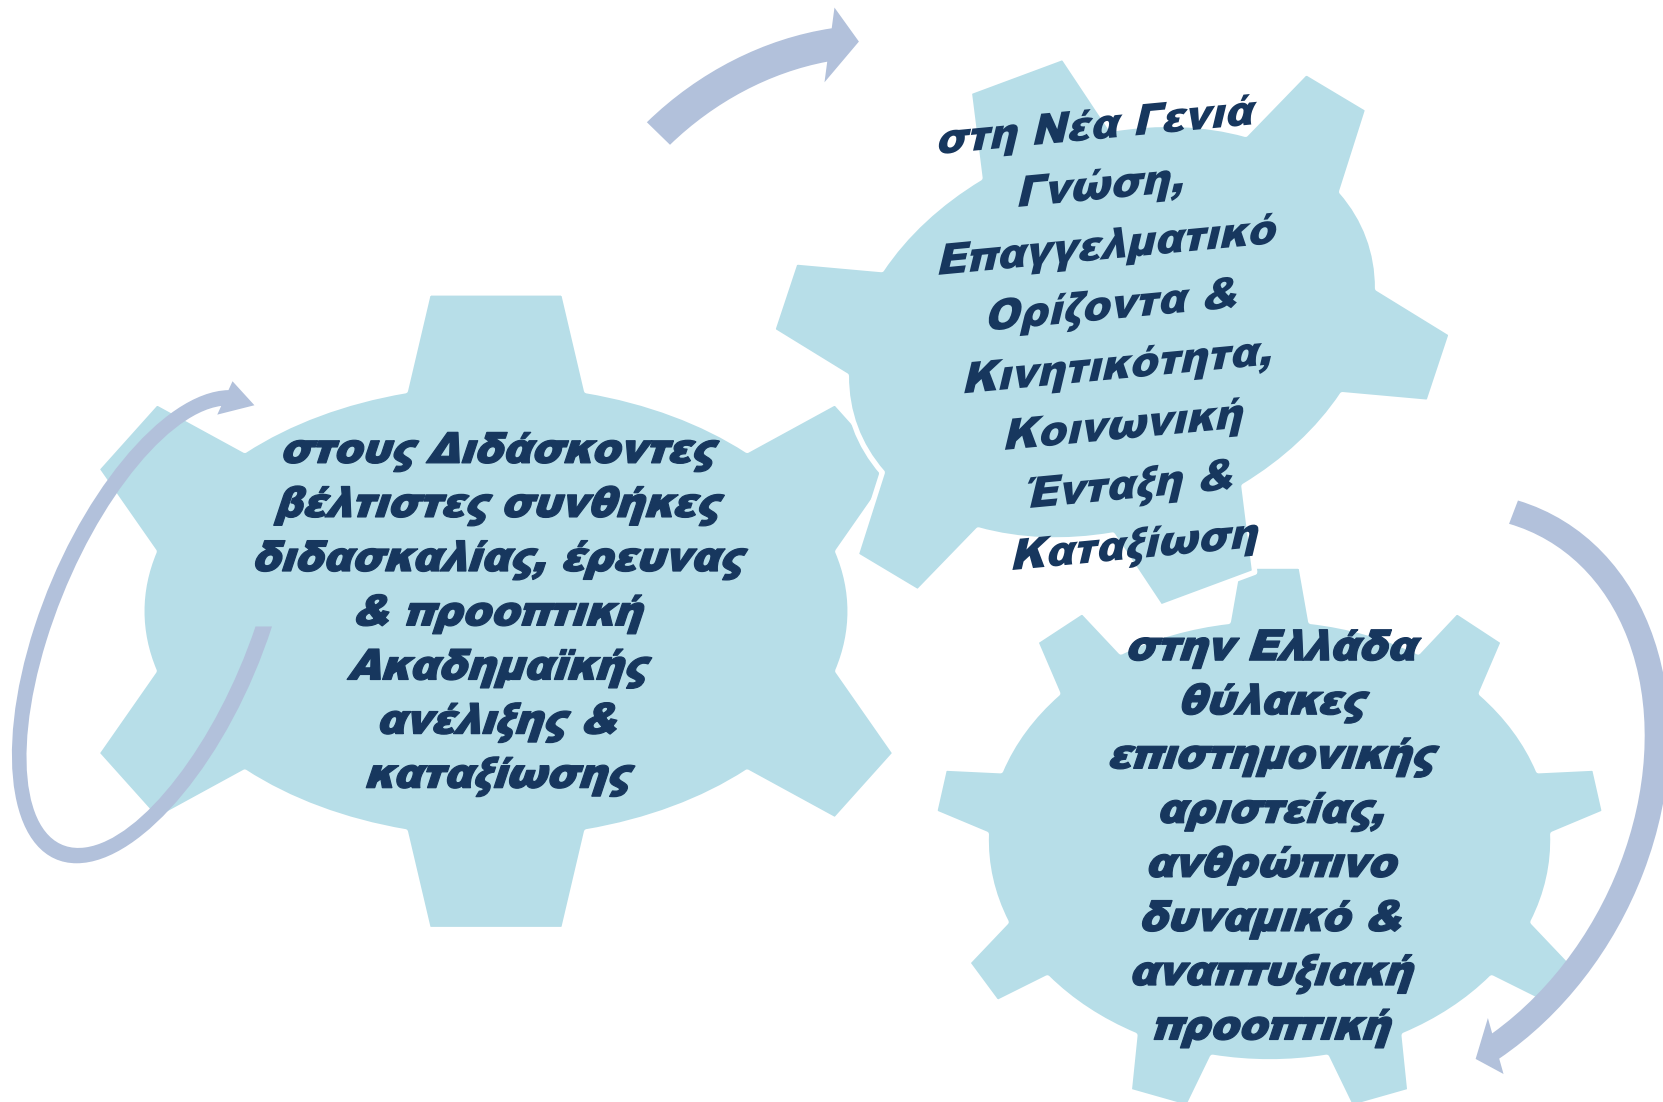 στη Νέα Γενιά
Γνώση,
Επαγγελματικό
Ορίζοντα &
Κινητικότητα,
Κοινωνική
Ένταξη &
Καταξίωση
στους Διδάσκοντες
βέλτιστες συνθήκες
διδασκαλίας, έρευνας
& προοπτική
Ακαδημαϊκής
ανέλιξης &
καταξίωσης
στην Ελλάδα
θύλακες
επιστημονικής
αριστείας,
ανθρώπινο
δυναμικό &
αναπτυξιακή
προοπτική